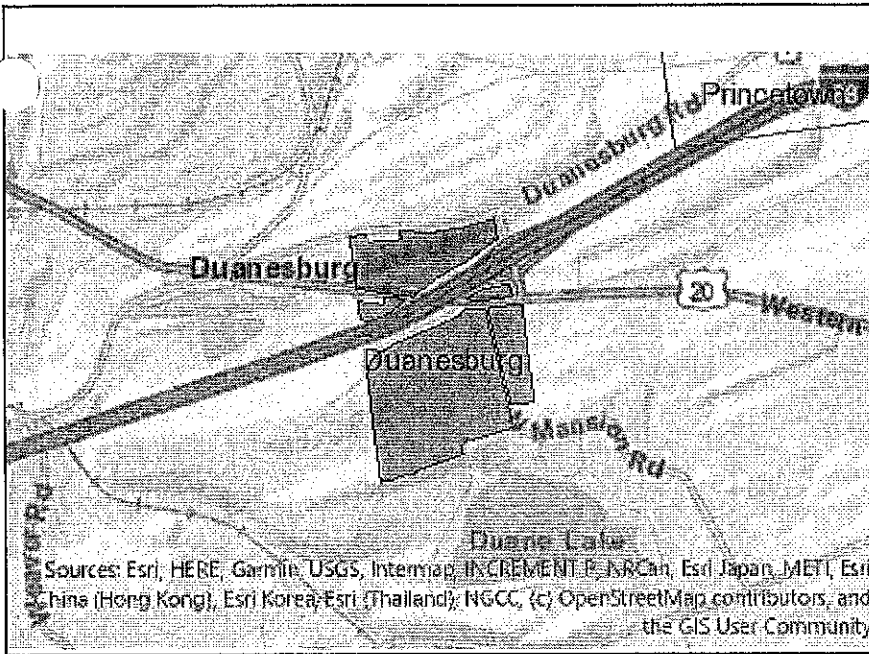 Princetown
Duanesburg Rd
Duanesburg
20
Western
Duanesburg
Mansion Rd
Duane Lake
Rd
Sources: Esri, HERE, Garmin, USGS, Intermap, INCREMENT P, NRCan, Esri Japan, METI, Esri
China (Hong Kong), Esri Korea, Esri (Thailand), NGCC, (c) OpenStreetMap contributors, and
the GIS User Community